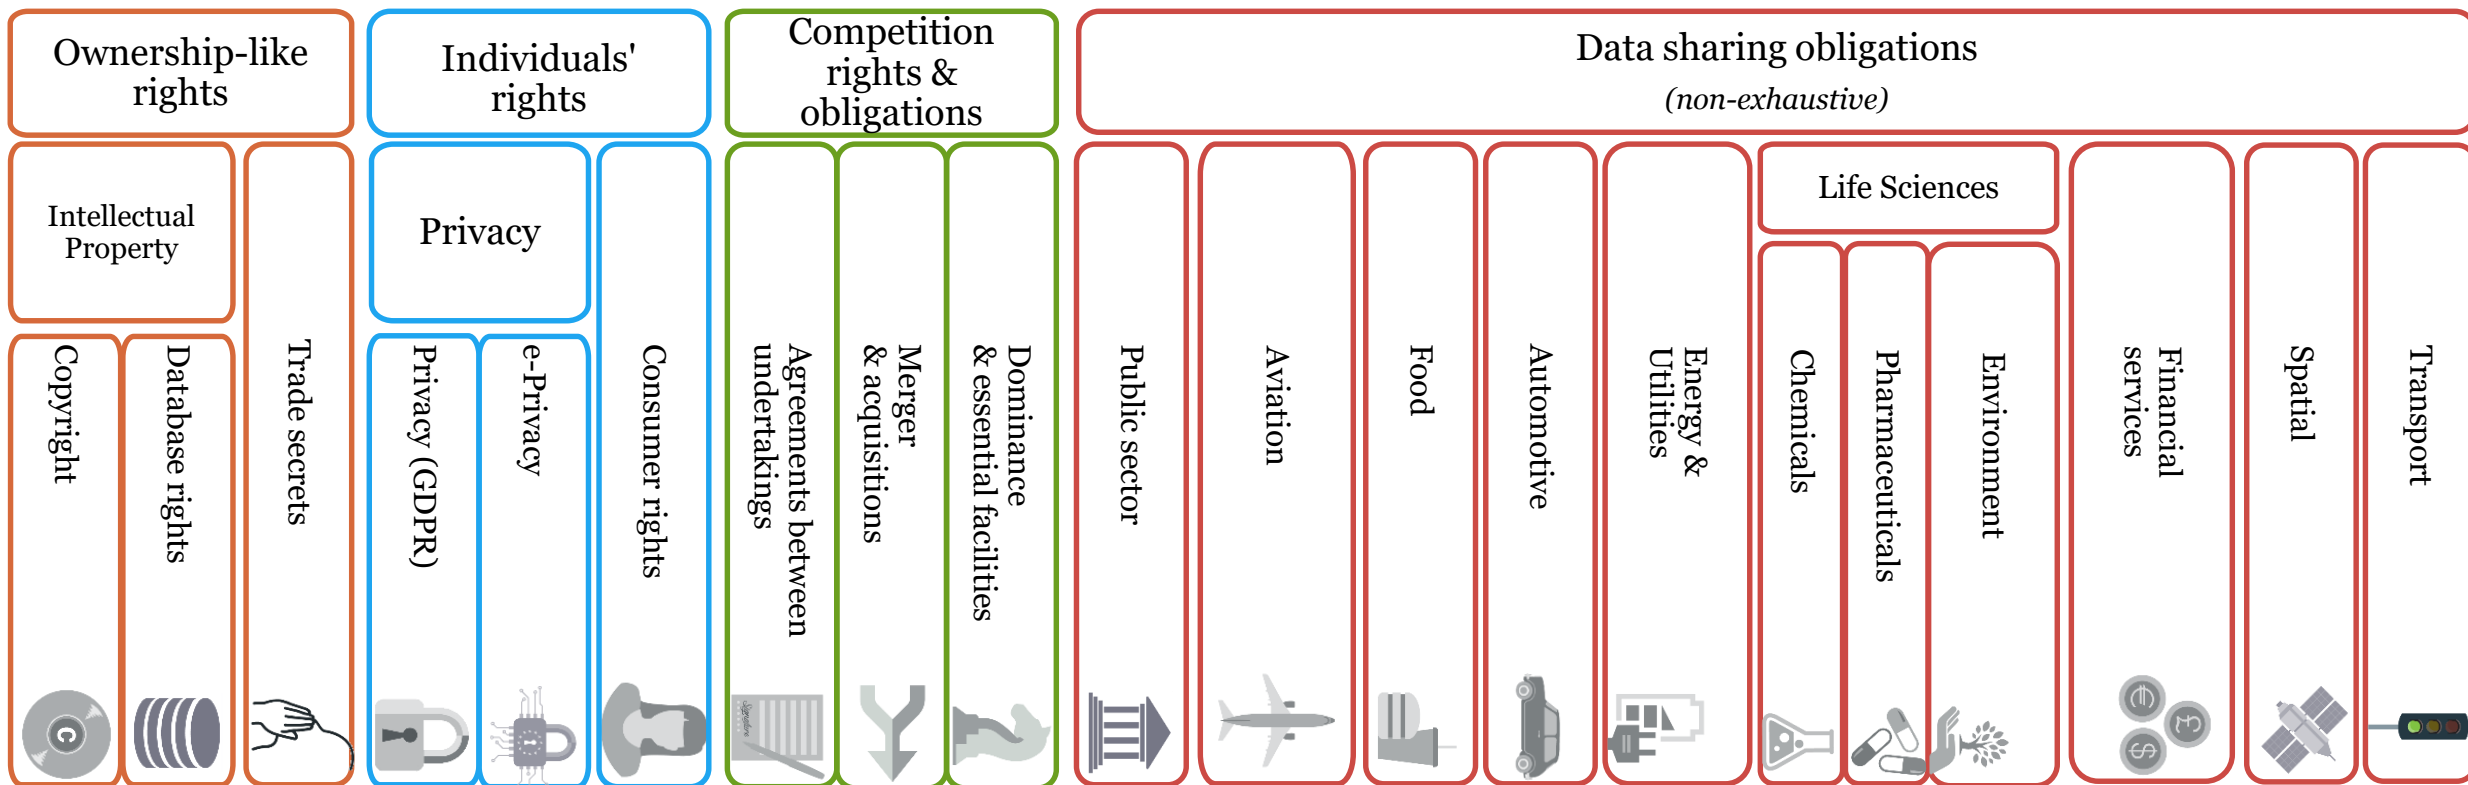 Ownership-like
rights
Individuals'
rights
Competition
rights &
obligations
Data sharing obligations
(non-exhaustive)
Intellectual
Property
Privacy
Life Sciences
Copyright
Database rights
Trade secrets
Privacy (GDPR)
e-Privacy
Consumer rights
Agreements between
undertakings
Merger
& acquisitions
Dominance
& essential facilities
Public sector
Aviation
Food
Automotive
Energy &
Utilities
Chemicals
Pharmaceuticals
Environment
Financial
services
Spatial
Transport
C
Signature
€
£
$